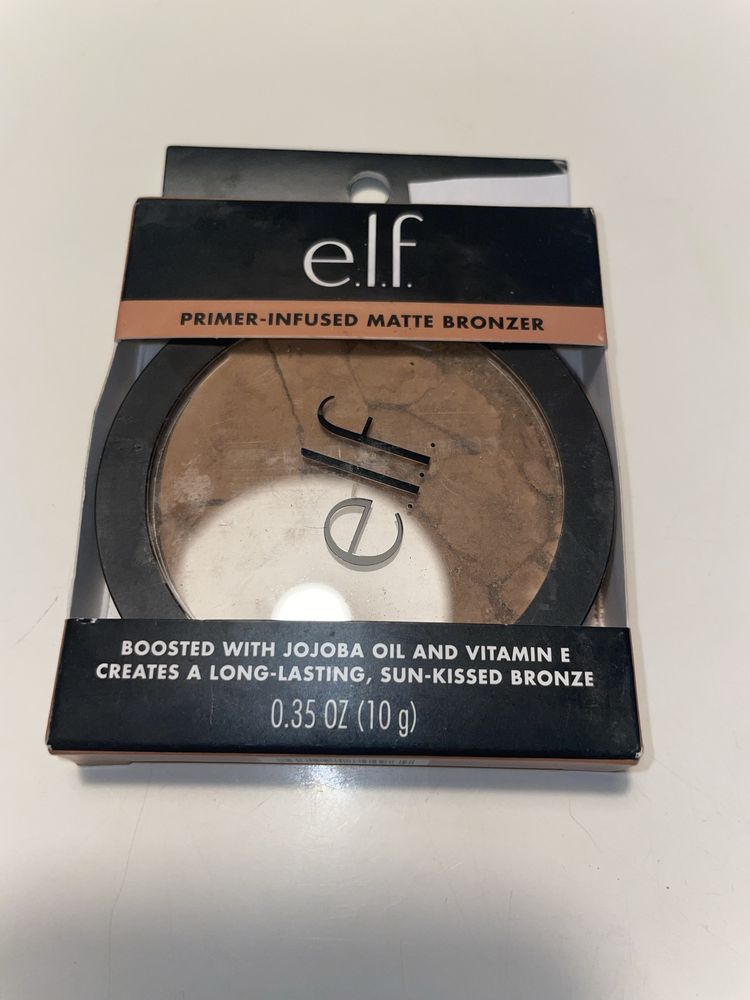 e.l.f.
PRIMER-INFUSED MATTE BRONZER
e.l.f.
BOOSTED WITH JOJOBA OIL AND VITAMIN E
CREATES A LONG-LASTING, SUN-KISSED BRONZE
0.35 OZ (10 g)